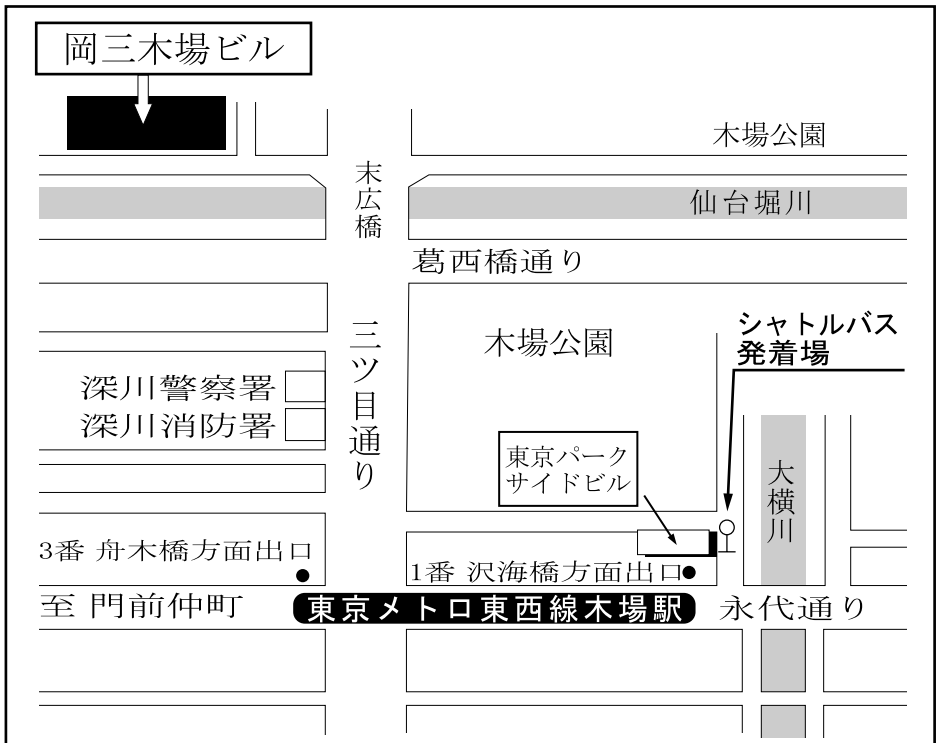 岡三木場ビル
木場公園
末広橋
仙台堀川
葛西橋通り
三ツ目通り
木場公園
シャトルバス
発着場
深川警察署
深川消防署
東京パーク
サイドビル
大横川
3番 舟木橋方面出口
1番 沢海橋方面出口
至 門前仲町
東京メトロ東西線木場駅
永代通り